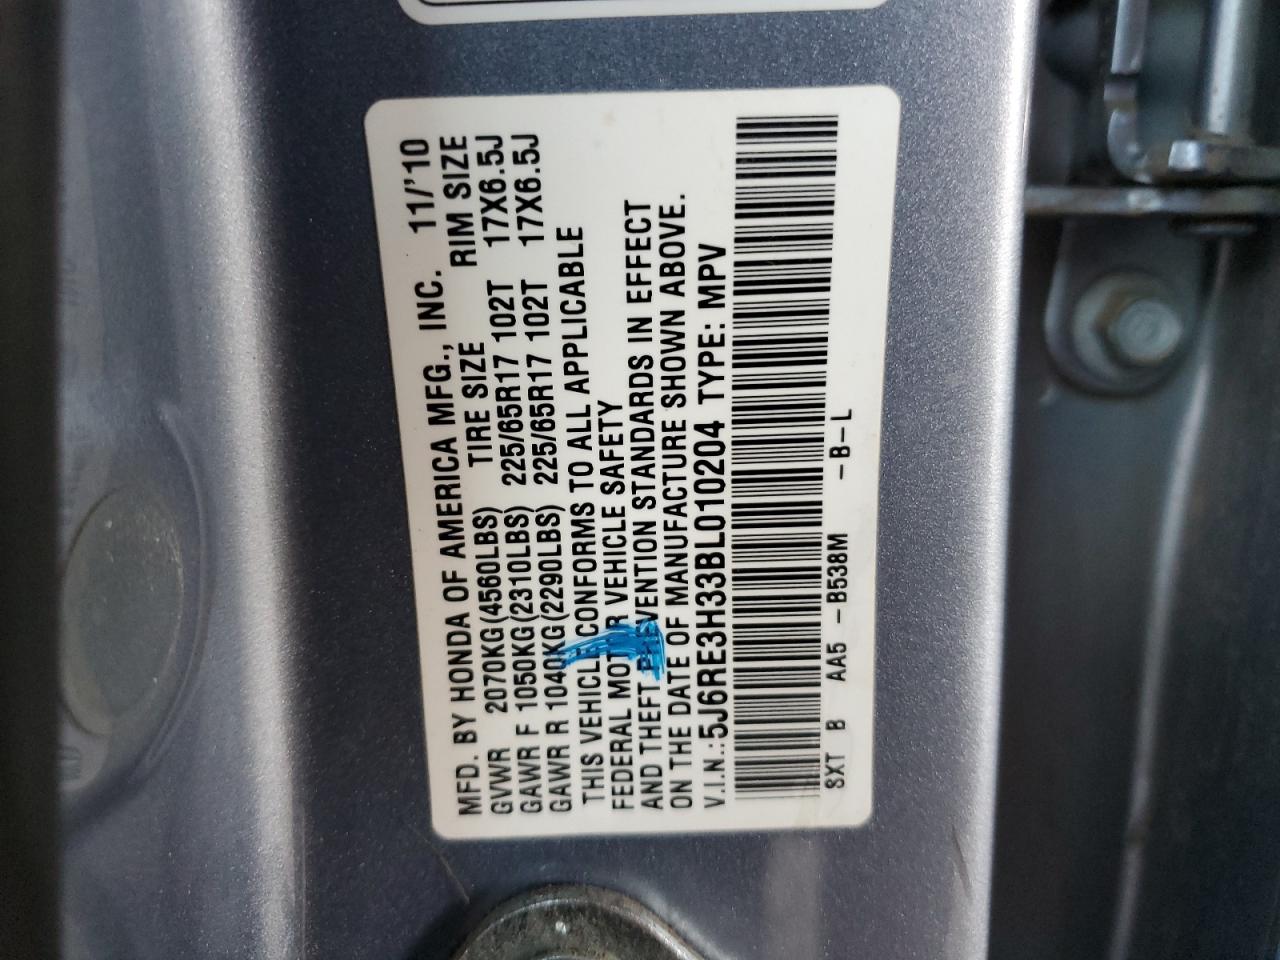 MFD. BY HONDA OF AMERICA MFG., INC. 11/'10
GVWR 2070KG(4560LBS) TIRE SIZE RIM SIZE
GAWR F 1050KG(2310LBS) 225/65R17 102T 17X6.5J
GAWR R 1040KG(2290LBS) 225/65R17 102T 17X6.5J
THIS VEHICLE CONFORMS TO ALL APPLICABLE
FEDERAL MOTOR VEHICLE SAFETY
AND THEFT PREVENTION STANDARDS IN EFFECT
ON THE DATE OF MANUFACTURE SHOWN ABOVE.
V.I.N.:5J6RE3H33BL010204 TYPE: MPV
SXT B AA5 -B538M -B-L